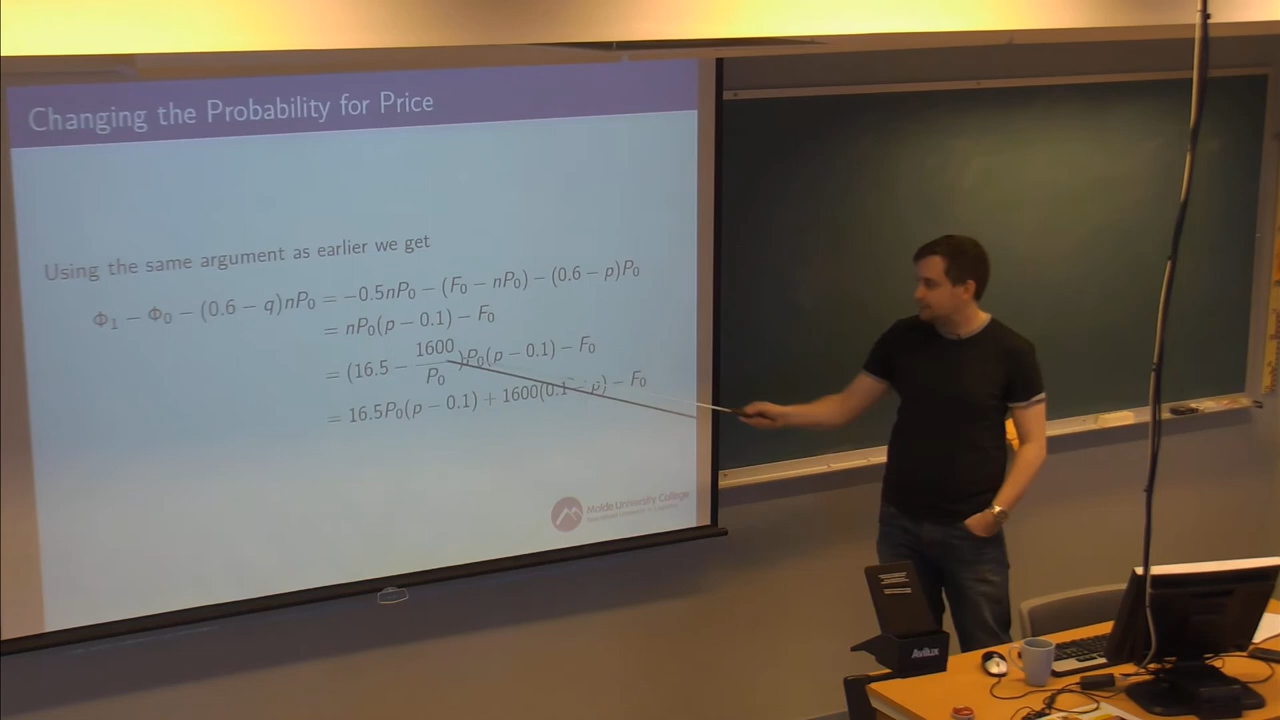 Changing the Probability for Price
Using the same argument as earlier we get
Φ₁ − Φ₀ − (0.6 − q)nP₀ = −0.5nP₀ − (F₀ − nP₀) − (0.6 − p)P₀
= nP₀(p − 0.1) − F₀
= (16.5 − 1600/P₀)P₀(p − 0.1) − F₀
= 16.5P₀(p − 0.1) + 1600(0.1 − p) − F₀
Molde University College
Avilux